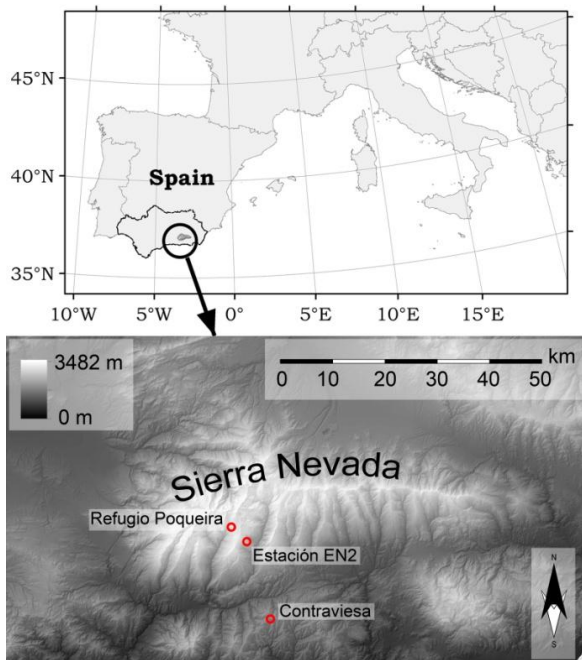 45°N
40°N
35°N
Spain
10°W 5°W 0° 5°E 10°E 15°E
3482 m
0 m
km
0 10 20 30 40 50
Sierra Nevada
Refugio Poqueira
Estación EN2
Contraviesa
N
S